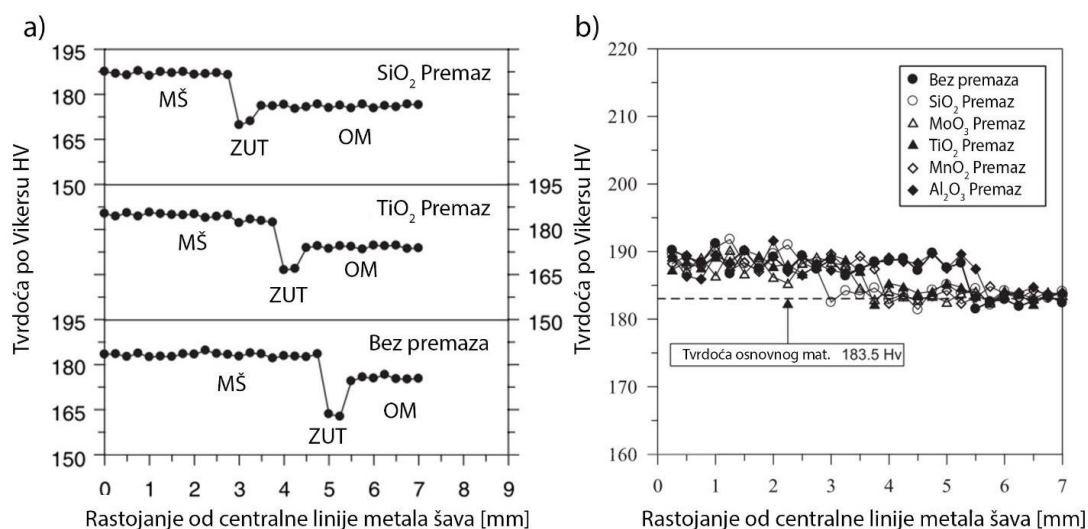 a)
195
180
165
150
195
180
165
150
195
180
165
150
195
180
165
150
Tvrdoća po Vikersu HV
SiO2 Premaz
MŠ
ZUT
OM
TiO2 Premaz
MŠ
ZUT
OM
Bez premaza
MŠ
ZUT
OM
0 1 2 3 4 5 6 7 8 9
Rastojanje od centralne linije metala šava [mm]
b)
220
210
200
190
180
170
160
Tvrdoća po Vikersu HV
Bez premaza
SiO2 Premaz
MoO3 Premaz
TiO2 Premaz
MnO2 Premaz
Al2O3 Premaz
Tvrdoća osnovnog mat. 183.5 Hv
0 1 2 3 4 5 6 7
Rastojanje od centralne linije metala šava [mm]